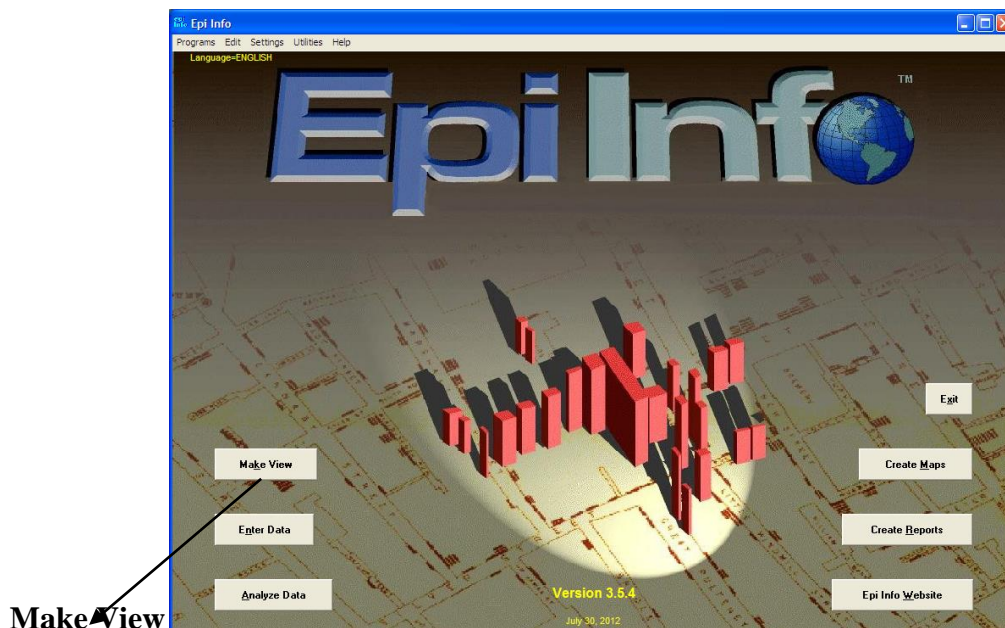 Epi Info
Programs Edit Settings Utilities Help
Language=ENGLISH
Epi Info
TM
Exit
Make View
Create Maps
Enter Data
Create Reports
Analyze Data
Version 3.5.4
Epi Info Website
Make View
July 30, 2012